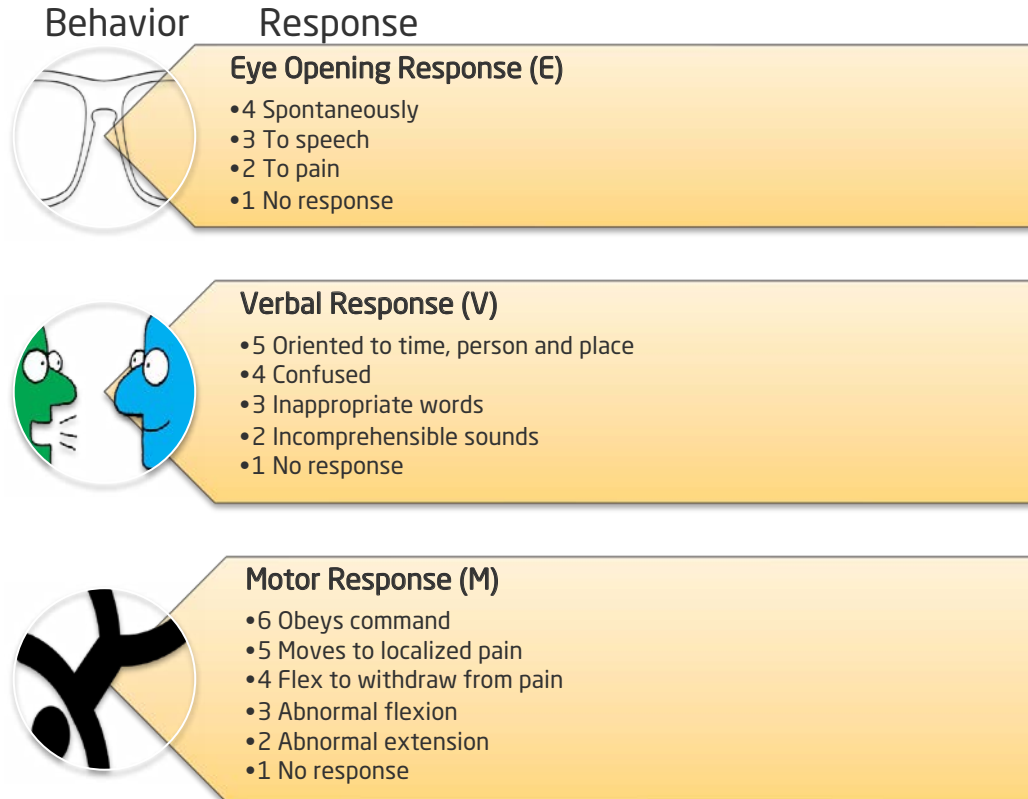 Behavior Response
Eye Opening Response (E)
•4 Spontaneously
•3 To speech
•2 To pain
•1 No response
Verbal Response (V)
•5 Oriented to time, person and place
•4 Confused
•3 Inappropriate words
•2 Incomprehensible sounds
•1 No response
Motor Response (M)
•6 Obeys command
•5 Moves to localized pain
•4 Flex to withdraw from pain
•3 Abnormal flexion
•2 Abnormal extension
•1 No response